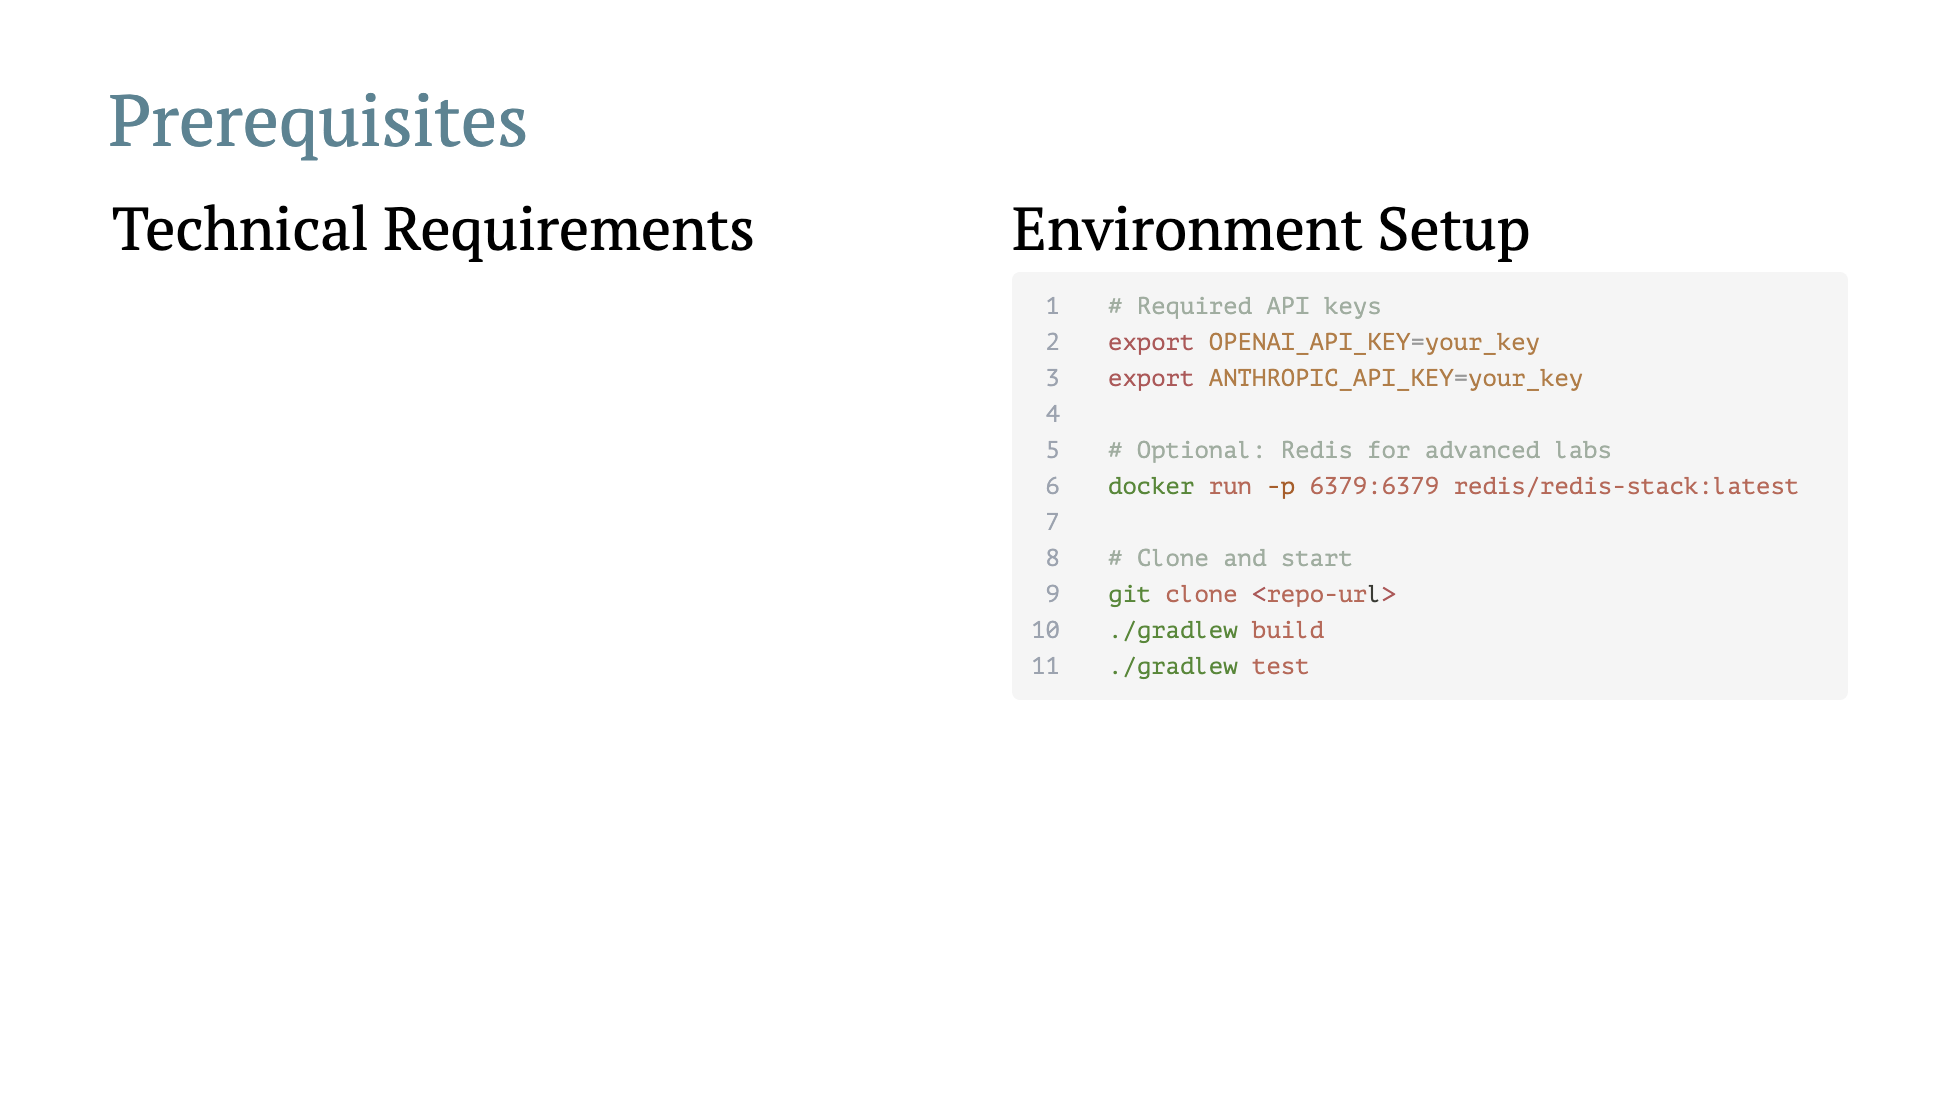 Prerequisites
Technical Requirements
Environment Setup
1 # Required API keys
2 export OPENAI_API_KEY=your_key
3 export ANTHROPIC_API_KEY=your_key
4
5 # Optional: Redis for advanced labs
6 docker run -p 6379:6379 redis/redis-stack:latest
7
8 # Clone and start
9 git clone <repo-url>
10 ./gradlew build
11 ./gradlew test